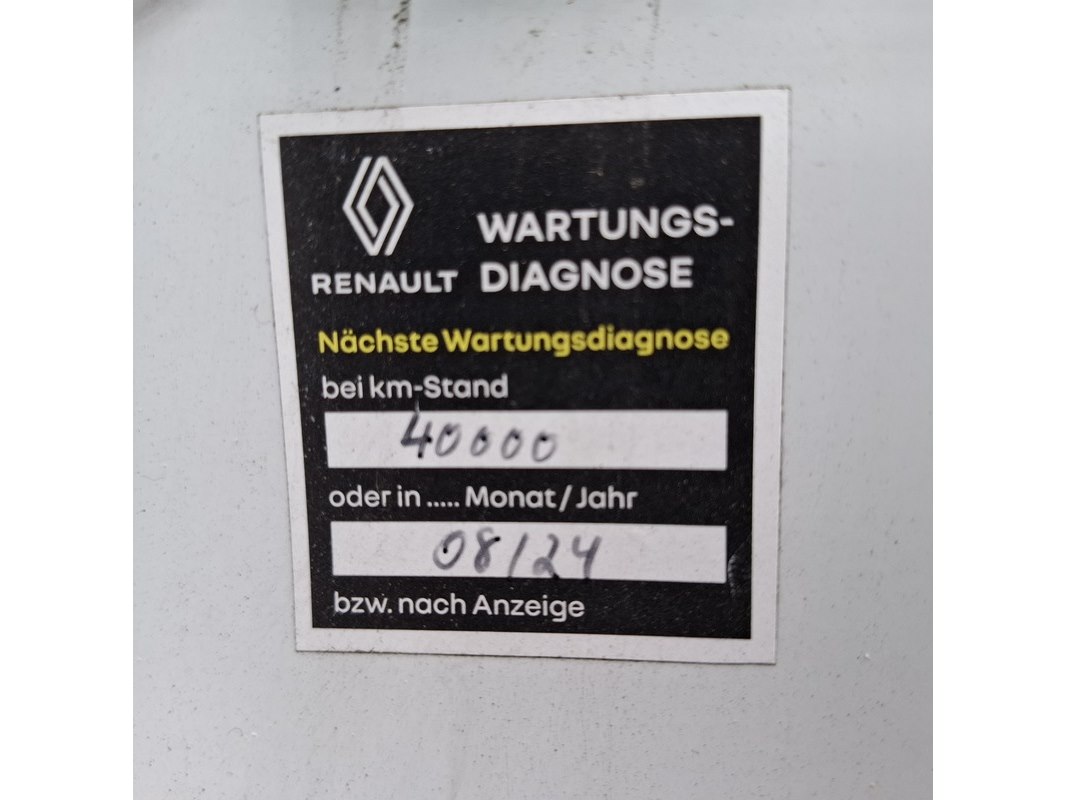 RENAULT
WARTUNGS-
DIAGNOSE
Nächste Wartungsdiagnose
bei km-Stand
40000
oder in ..... Monat/Jahr
08/24
bzw. nach Anzeige